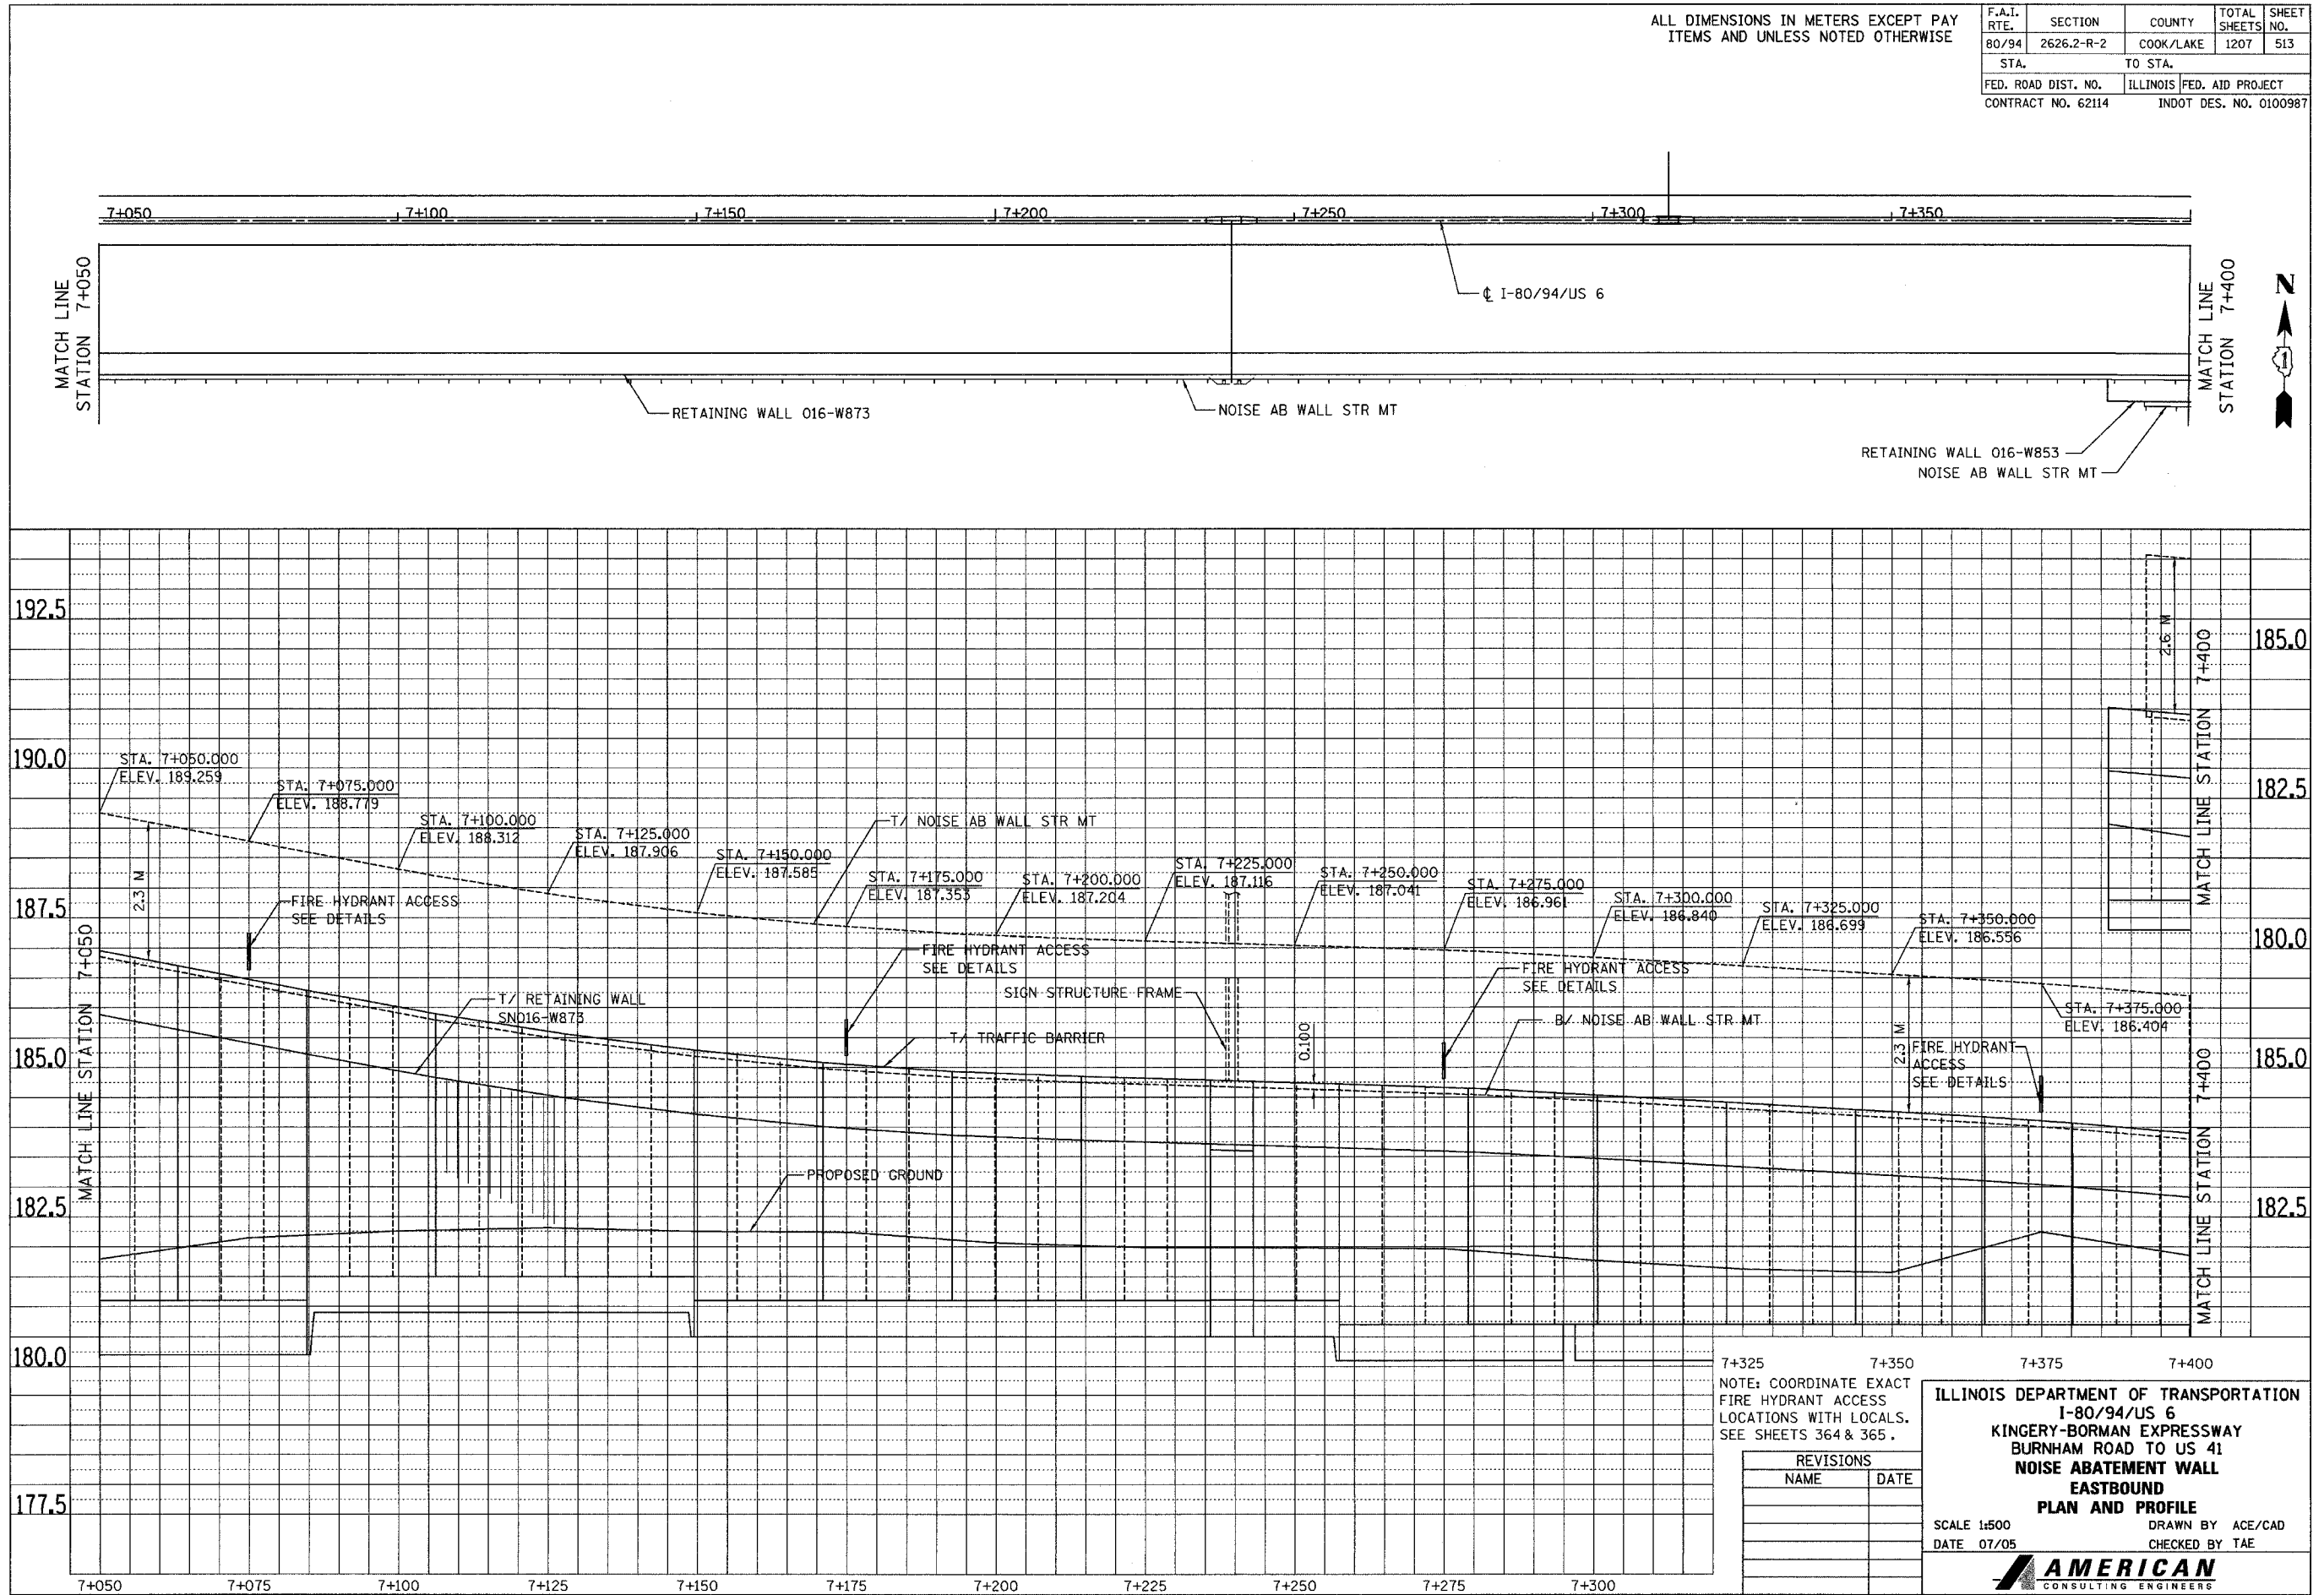 ALL DIMENSIONS IN METERS EXCEPT PAY
ITEMS AND UNLESS NOTED OTHERWISE
F.A.I. RTE. SECTION COUNTY TOTAL SHEETS SHEET NO.
80/94 2626.2-R-2 COOK/LAKE 1207 513
STA. TO STA.
FED. ROAD DIST. NO. ILLINOIS FED. AID PROJECT
CONTRACT NO. 62114 INDOT DES. NO. 0100987
7+050 7+100 7+150 7+200 7+250 7+300 7+350
MATCH LINE
STATION 7+050
℄ I-80/94/US 6
MATCH LINE
STATION 7+400
N
1
RETAINING WALL 016-W873
NOISE AB WALL STR MT
RETAINING WALL 016-W853
NOISE AB WALL STR MT
192.5
190.0
187.5
185.0
182.5
180.0
177.5
185.0
182.5
180.0
185.0
182.5
MATCH LINE STATION 7+050
MATCH LINE STATION 7+400
MATCH LINE STATION 7+400
2.6 M
STA. 7+050.000
ELEV. 189.259
STA. 7+075.000
ELEV. 188.779
STA. 7+100.000
ELEV. 188.312
STA. 7+125.000
ELEV. 187.906
STA. 7+150.000
ELEV. 187.585
T/ NOISE AB WALL STR MT
STA. 7+175.000
ELEV. 187.353
STA. 7+200.000
ELEV. 187.204
STA. 7+225.000
ELEV. 187.116
STA. 7+250.000
ELEV. 187.041
STA. 7+275.000
ELEV. 186.961
STA. 7+300.000
ELEV. 186.840
STA. 7+325.000
ELEV. 186.699
STA. 7+350.000
ELEV. 186.556
STA. 7+375.000
ELEV. 186.404
2.3 M
FIRE HYDRANT ACCESS
SEE DETAILS
FIRE HYDRANT ACCESS
SEE DETAILS
FIRE HYDRANT ACCESS
SEE DETAILS
T/ RETAINING WALL
SN016-W873
SIGN STRUCTURE FRAME
T/ TRAFFIC BARRIER
0.100
B/ NOISE AB WALL STR MT
2.3 M
FIRE HYDRANT
ACCESS
SEE DETAILS
PROPOSED GROUND
7+325 7+350 7+375 7+400
NOTE: COORDINATE EXACT
FIRE HYDRANT ACCESS
LOCATIONS WITH LOCALS.
SEE SHEETS 364 & 365.
REVISIONS
NAME DATE
ILLINOIS DEPARTMENT OF TRANSPORTATION
I-80/94/US 6
KINGERY-BORMAN EXPRESSWAY
BURNHAM ROAD TO US 41
NOISE ABATEMENT WALL
EASTBOUND
PLAN AND PROFILE
SCALE 1:500 DRAWN BY ACE/CAD
DATE 07/05 CHECKED BY TAE
AMERICAN
CONSULTING ENGINEERS
7+050 7+075 7+100 7+125 7+150 7+175 7+200 7+225 7+250 7+275 7+300